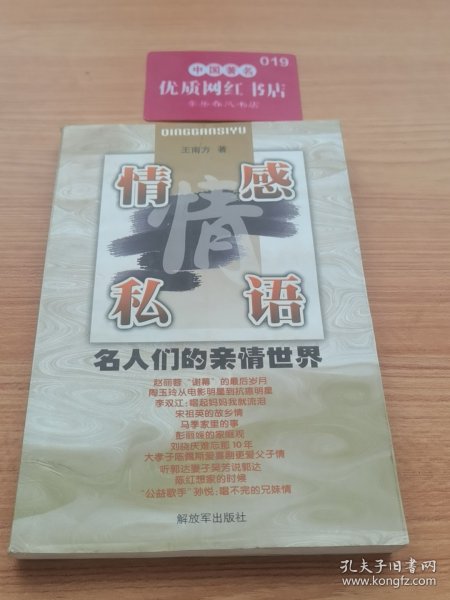 019
中国著名
优质网红书店
QINGGANSIYU
王南方 著
情感
情
私语
名人们的亲情世界
赵丽蓉“谢幕”的最后岁月
陶玉玲从电影明星到抗癌明星
李双江：唱起妈妈我就流泪
宋祖英的故乡情
马季家里的事
彭丽媛的家庭观
刘晓庆难忘那10年
大孝子陈佩斯爱喜剧更爱父子情
听郭达妻子吴芳说郭达
陈红想家的时候
“公益歌手”孙悦：唱不完的兄妹情
解放军出版社
孔夫子旧书网
www.kongfz.com